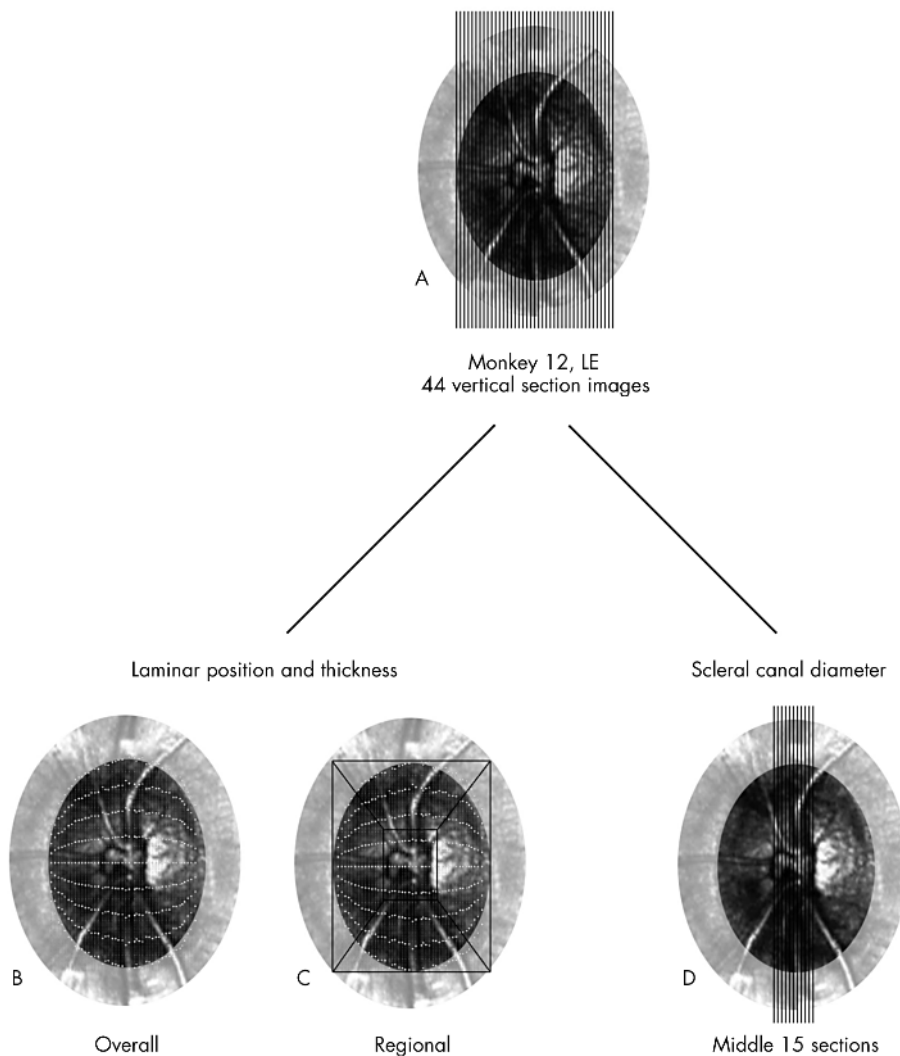 A
Monkey 12, LE
44 vertical section images
Laminar position and thickness
Scleral canal diameter
B
C
D
Overall
Regional
Middle 15 sections